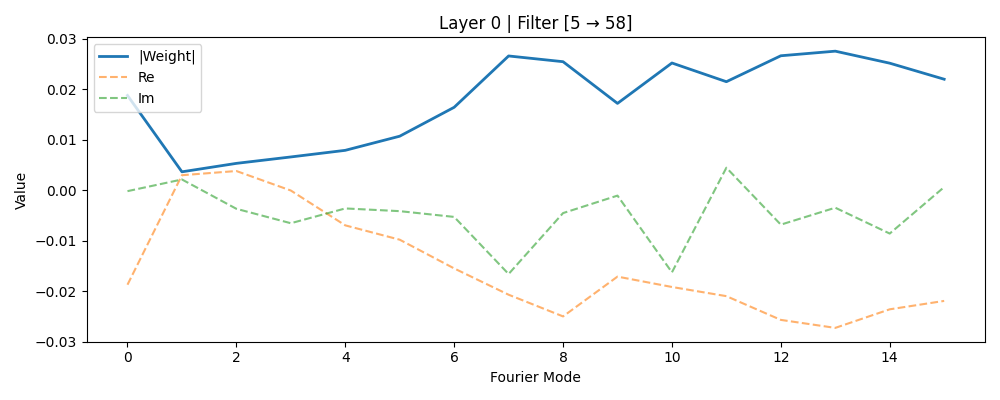 Layer 0 | Filter [5 → 58]
|Weight|
Re
Im
0.03
0.02
0.01
0.00
−0.01
−0.02
−0.03
Value
0 2 4 6 8 10 12 14
Fourier Mode